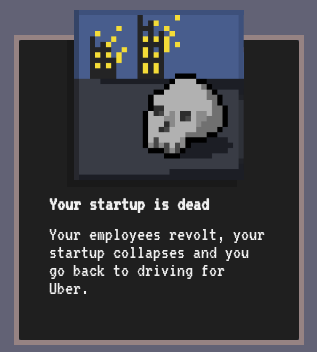 Your startup is dead
Your employees revolt, your
startup collapses and you
go back to driving for
Uber.